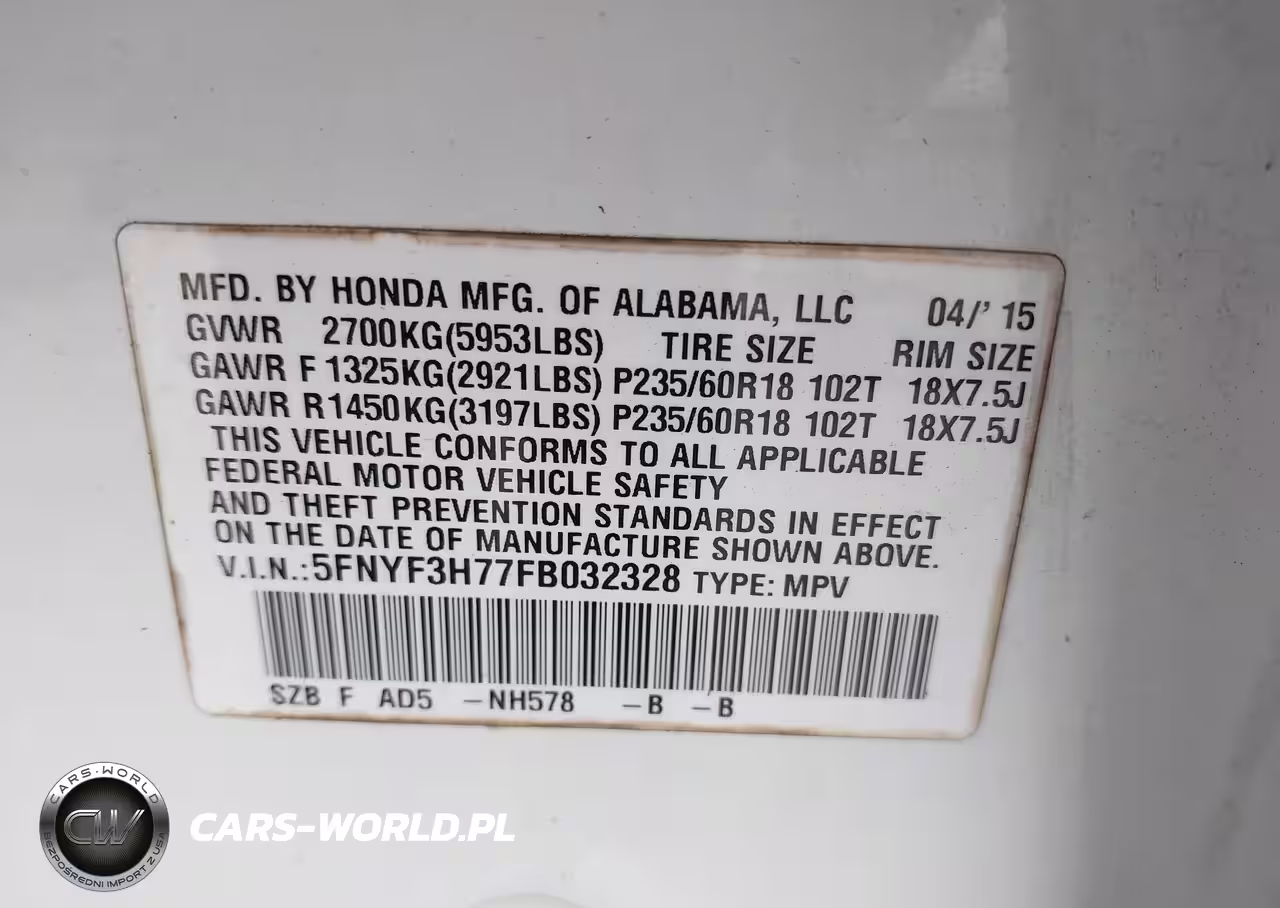 MFD. BY HONDA MFG. OF ALABAMA, LLC 04/' 15
GVWR 2700KG(5953LBS) TIRE SIZE RIM SIZE
GAWR F 1325KG(2921LBS) P235/60R18 102T 18X7.5J
GAWR R1450KG(3197LBS) P235/60R18 102T 18X7.5J
THIS VEHICLE CONFORMS TO ALL APPLICABLE
FEDERAL MOTOR VEHICLE SAFETY
AND THEFT PREVENTION STANDARDS IN EFFECT
ON THE DATE OF MANUFACTURE SHOWN ABOVE.
V.I.N.:5FNYF3H77FB032328 TYPE: MPV
SZB F AD5 -NH578 -B -B
CARS-WORLD
CW
BEZPOŚREDNI IMPORT Z USA
CARS-WORLD.PL